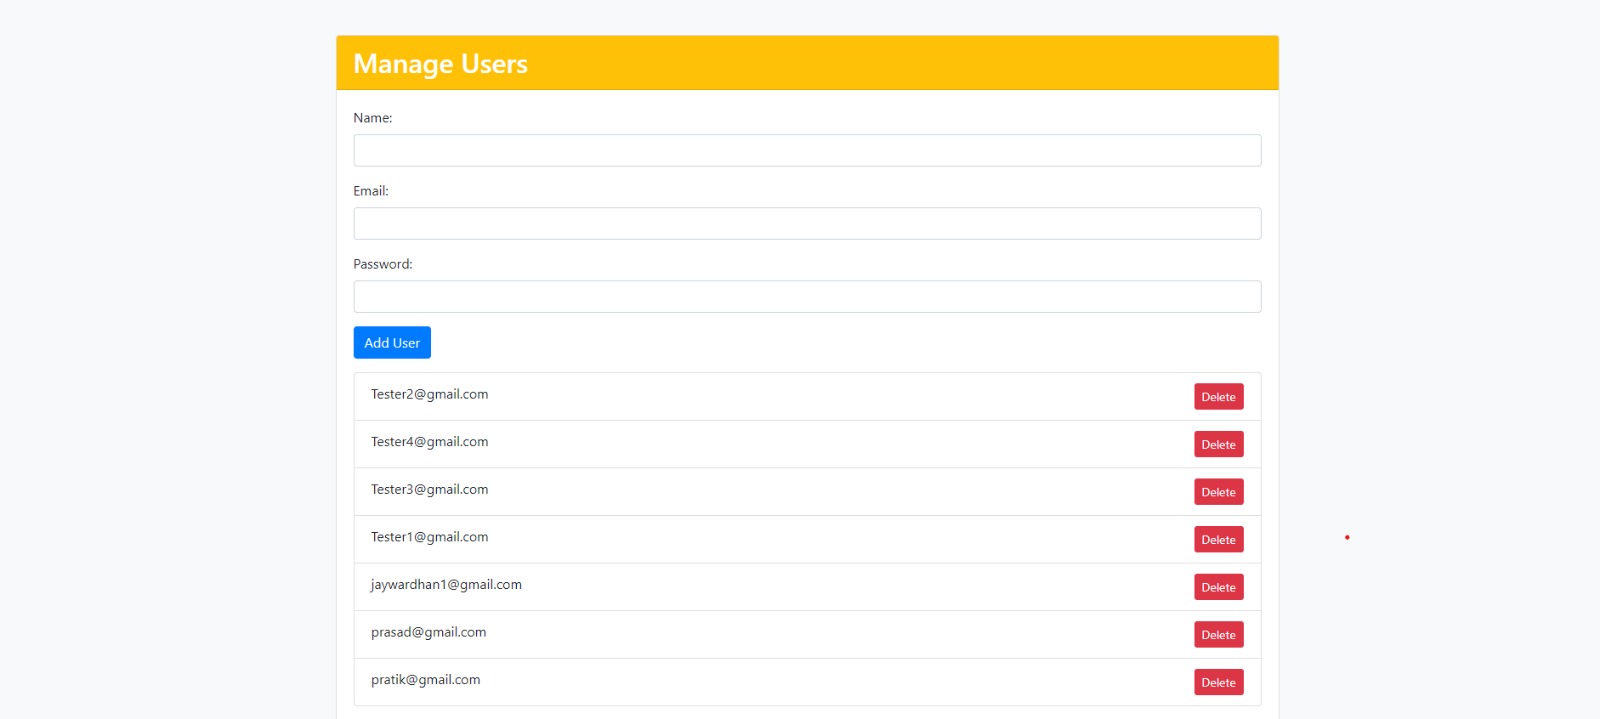 Manage Users
Name:
Email:
Password:
Add User
Tester2@gmail.com Delete
Tester4@gmail.com Delete
Tester3@gmail.com Delete
Tester1@gmail.com Delete
jaywardhan1@gmail.com Delete
prasad@gmail.com Delete
pratik@gmail.com Delete